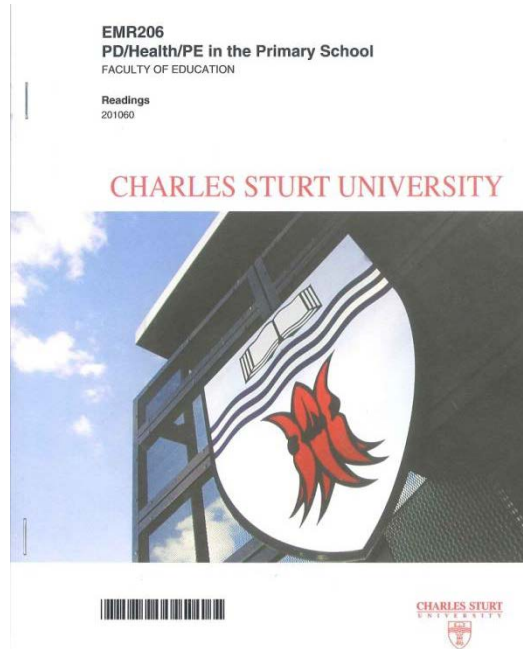 EMR206
PD/Health/PE in the Primary School
FACULTY OF EDUCATION
Readings
201060
CHARLES STURT UNIVERSITY
CHARLES STURT
UNIVERSITY